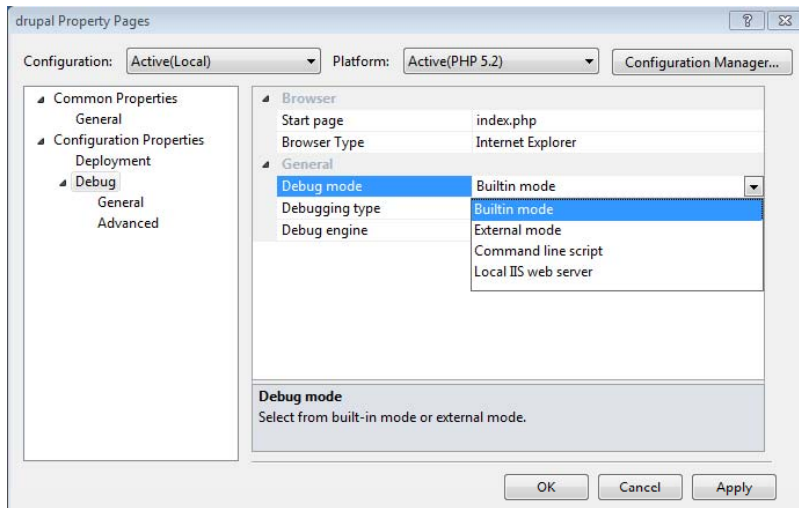 drupal Property Pages
Configuration: Active(Local) Platform: Active(PHP 5.2) Configuration Manager...
Common Properties
General
Configuration Properties
Deployment
Debug
General
Advanced
Browser
Start page index.php
Browser Type Internet Explorer
General
Debug mode Builtin mode
Debugging type Builtin mode
Debug engine External mode
Command line script
Local IIS web server
Debug mode
Select from built-in mode or external mode.
OK Cancel Apply